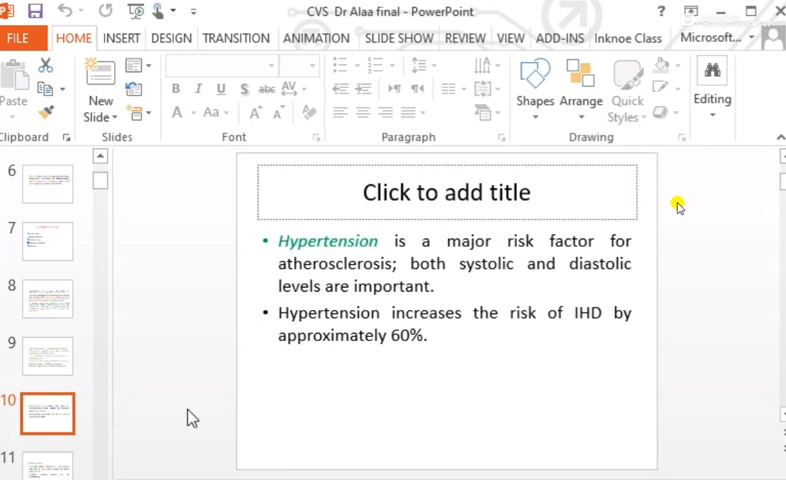 CVS Dr Alaa final - PowerPoint
FILE HOME INSERT DESIGN TRANSITION ANIMATION SLIDE SHOW REVIEW VIEW ADD-INS Inknoe Class Microsoft...
Paste
New
Slide
Shapes Arrange Quick
Styles
Editing
Clipboard Slides Font Paragraph Drawing
6
7
8
9
10
11
Click to add title
• Hypertension is a major risk factor for
atherosclerosis; both systolic and diastolic
levels are important.
• Hypertension increases the risk of IHD by
approximately 60%.